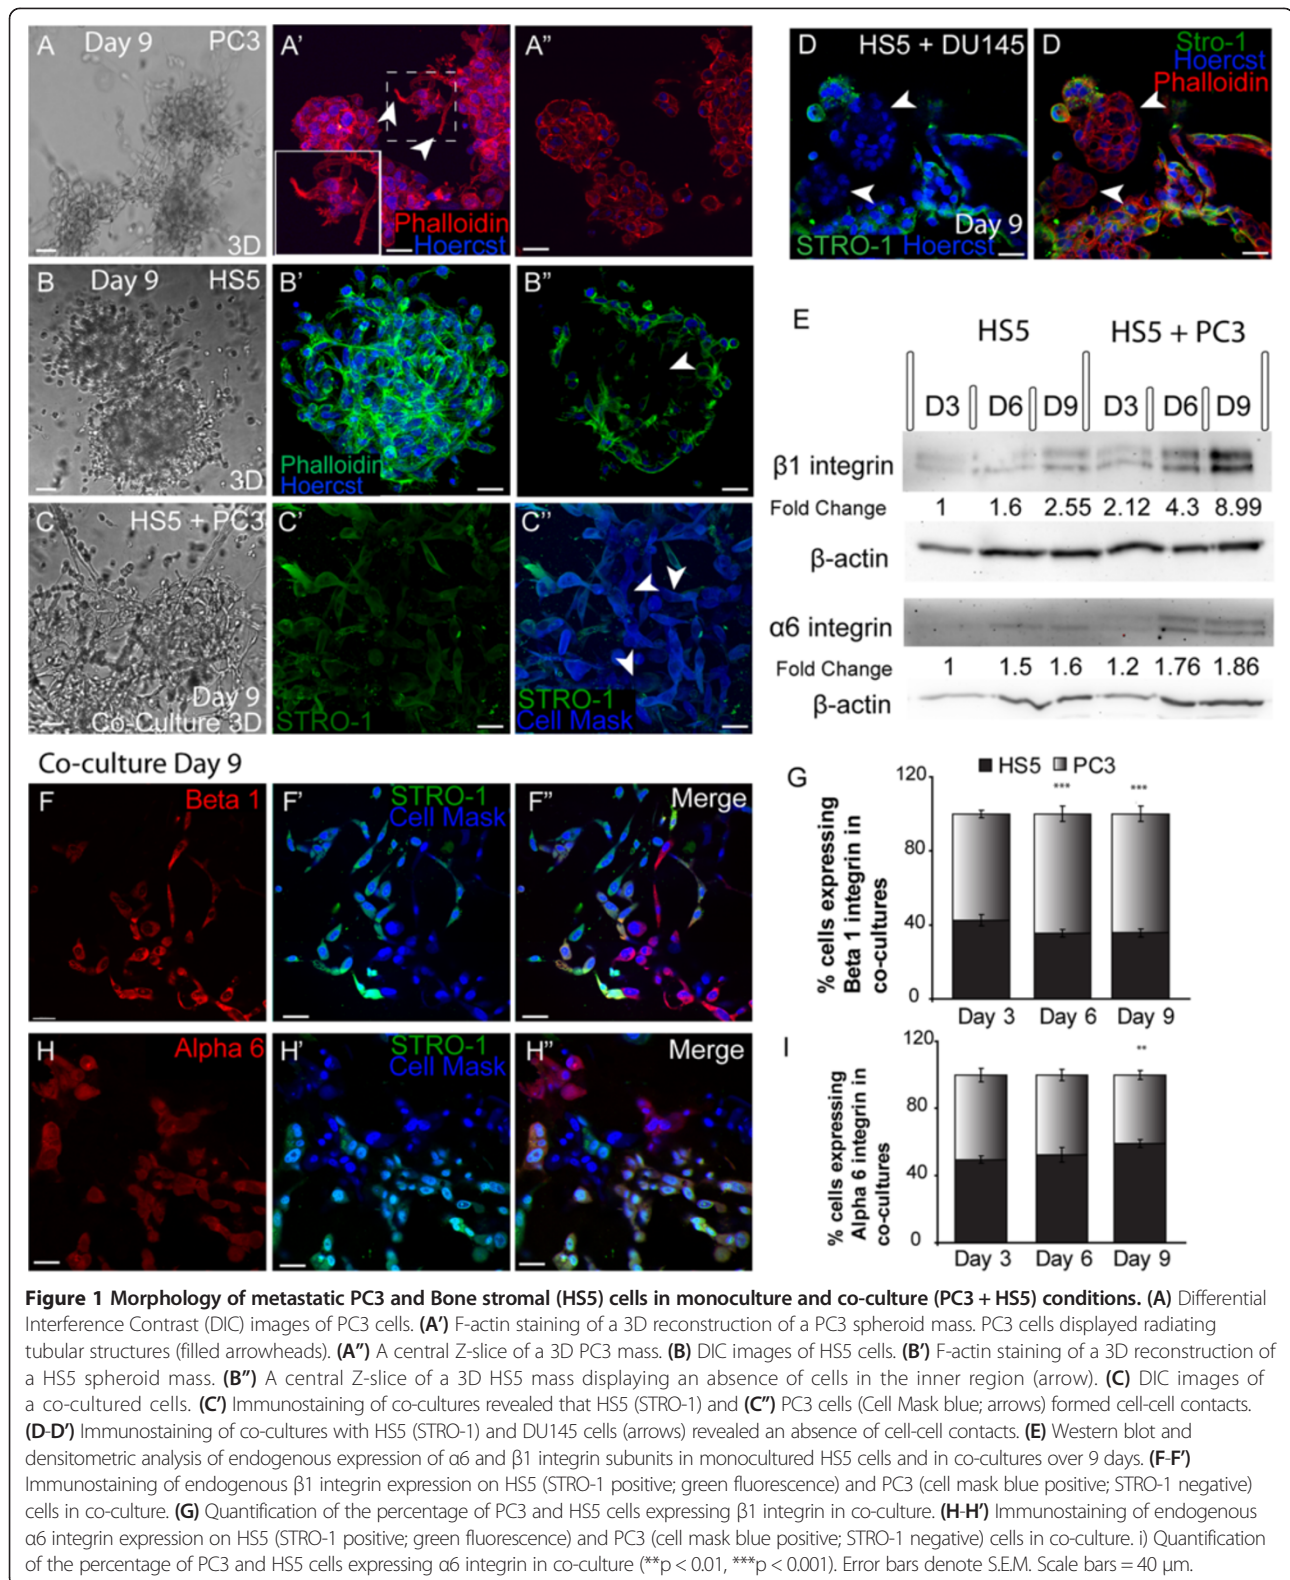 A Day 9 PC3
3D
A’
Phalloidin
Hoercst
A”
D HS5 + DU145
STRO-1 Hoercst
Day 9
D Stro-1
Hoercst
Phalloidin
B Day 9 HS5
3D
B’
Phalloidin
Hoercst
B”
C HS5 + PC3
Day 9
Co-Culture 3D
C’
STRO-1
C”
STRO-1
Cell Mask
E
HS5 HS5 + PC3
D3 D6 D9 D3 D6 D9
β1 integrin
Fold Change 1 1.6 2.55 2.12 4.3 8.99
β-actin
α6 integrin
Fold Change 1 1.5 1.6 1.2 1.76 1.86
β-actin
Co-culture Day 9
F Beta 1
F’ STRO-1
Cell Mask
F” Merge
G
HS5 PC3
% cells expressing
Beta 1 integrin in
co-cultures
120
80
40
0
*** ***
Day 3 Day 6 Day 9
H Alpha 6
H’ STRO-1
Cell Mask
H” Merge
I
% cells expressing
Alpha 6 integrin in
co-cultures
120
80
40
0
**
Day 3 Day 6 Day 9
Figure 1 Morphology of metastatic PC3 and Bone stromal (HS5) cells in monoculture and co-culture (PC3 + HS5) conditions. (A) Differential
Interference Contrast (DIC) images of PC3 cells. (A’) F-actin staining of a 3D reconstruction of a PC3 spheroid mass. PC3 cells displayed radiating
tubular structures (filled arrowheads). (A”) A central Z-slice of a 3D PC3 mass. (B) DIC images of HS5 cells. (B’) F-actin staining of a 3D reconstruction of
a HS5 spheroid mass. (B”) A central Z-slice of a 3D HS5 mass displaying an absence of cells in the inner region (arrow). (C) DIC images of
a co-cultured cells. (C’) Immunostaining of co-cultures revealed that HS5 (STRO-1) and (C”) PC3 cells (Cell Mask blue; arrows) formed cell-cell contacts.
(D-D’) Immunostaining of co-cultures with HS5 (STRO-1) and DU145 cells (arrows) revealed an absence of cell-cell contacts. (E) Western blot and
densitometric analysis of endogenous expression of α6 and β1 integrin subunits in monocultured HS5 cells and in co-cultures over 9 days. (F-F’)
Immunostaining of endogenous β1 integrin expression on HS5 (STRO-1 positive; green fluorescence) and PC3 (cell mask blue positive; STRO-1 negative)
cells in co-culture. (G) Quantification of the percentage of PC3 and HS5 cells expressing β1 integrin in co-culture. (H-H’) Immunostaining of endogenous
α6 integrin expression on HS5 (STRO-1 positive; green fluorescence) and PC3 (cell mask blue positive; STRO-1 negative) cells in co-culture. i) Quantification
of the percentage of PC3 and HS5 cells expressing α6 integrin in co-culture (**p < 0.01, ***p < 0.001). Error bars denote S.E.M. Scale bars = 40 μm.